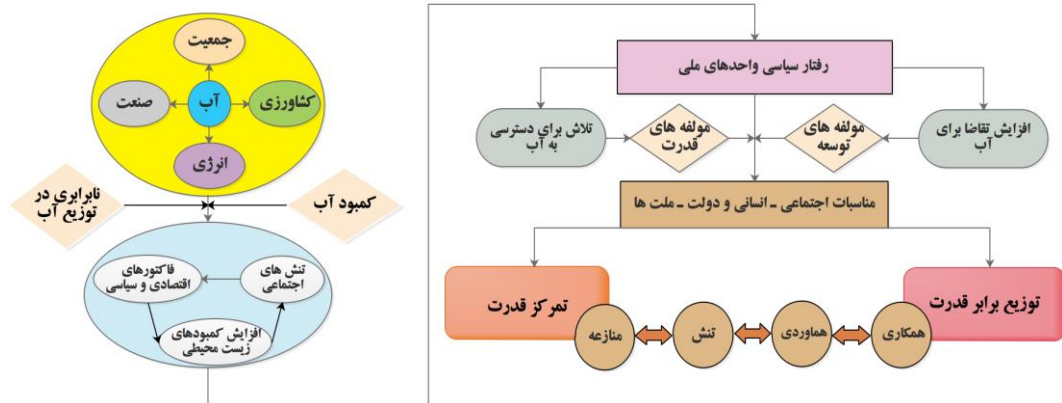 جمعیت
صنعت
آب
کشاورزی
انرژی
نابرابری در
توزیع آب
کمبود آب
فاکتورهای
اقتصادی و سیاسی
تنش های
اجتماعی
افزایش کمبودهای
زیست محیطی
رفتار سیاسی واحدهای ملی
افزایش تقاضا برای
آب
مولفه های
توسعه
مولفه های
قدرت
تلاش برای دسترسی
به آب
مناسبات اجتماعی ـ انسانی و دولت ـ ملت ها
توزیع برابر قدرت
تمرکز قدرت
همکاری
هماوردی
تنش
منازعه